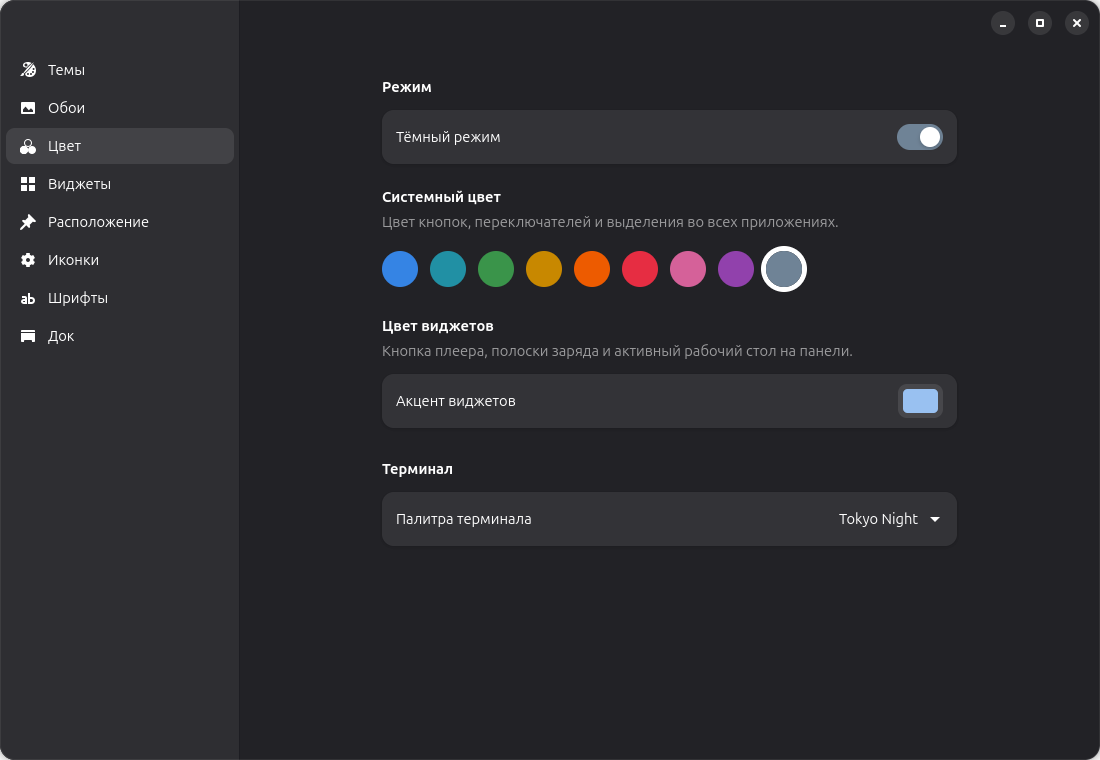 Темы
Обои
Цвет
Виджеты
Расположение
Иконки
ab Шрифты
Док
Режим
Тёмный режим
Системный цвет
Цвет кнопок, переключателей и выделения во всех приложениях.
Цвет виджетов
Кнопка плеера, полоски заряда и активный рабочий стол на панели.
Акцент виджетов
Терминал
Палитра терминала Tokyo Night